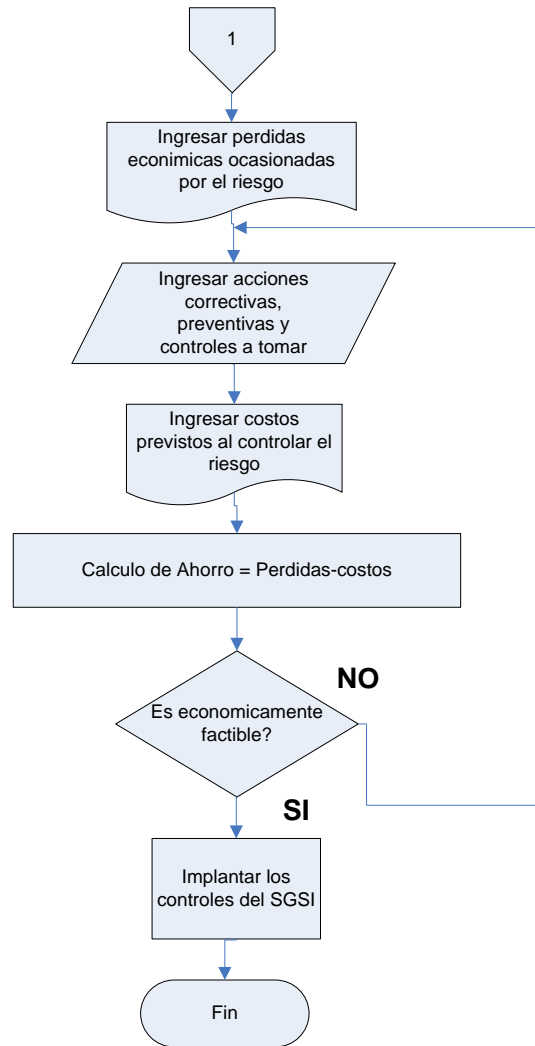 1
Ingresar perdidas
econimicas ocasionadas
por el riesgo
Ingresar acciones
correctivas,
preventivas y
controles a tomar
Ingresar costos
previstos al controlar el
riesgo
Calculo de Ahorro = Perdidas-costos
NO
Es economicamente
factible?
SI
Implantar los
controles del SGSI
Fin